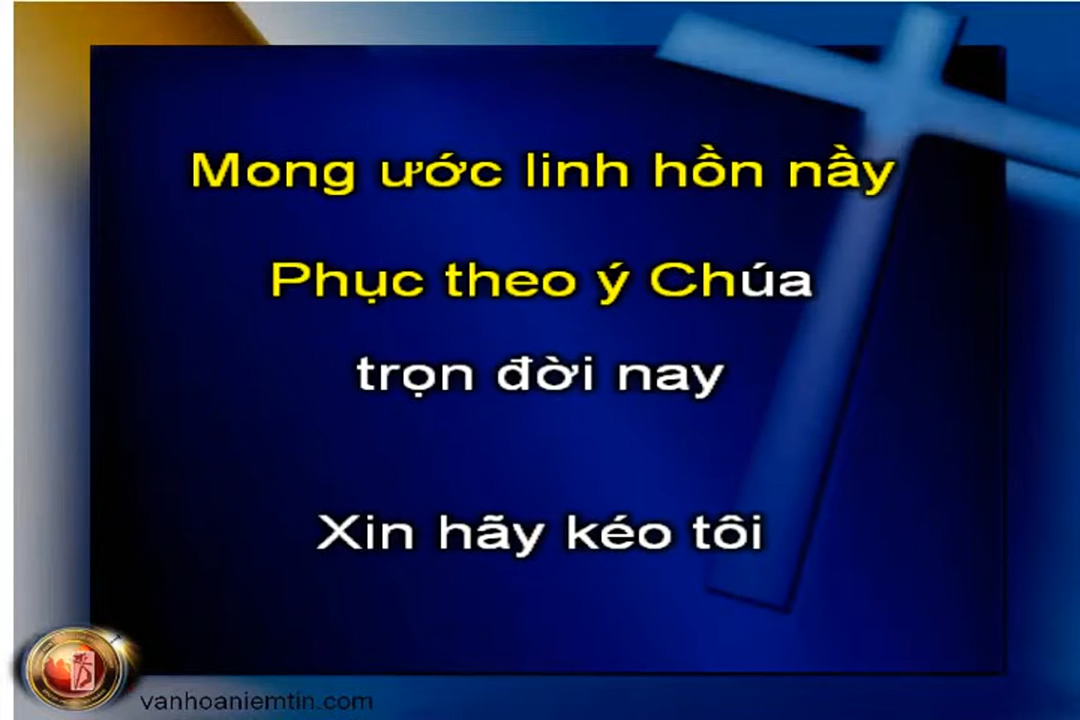 Mong ước linh hồn nầy
Phục theo ý Chúa
trọn đời nay
Xin hãy kéo tôi
vanhoaniemtin.com